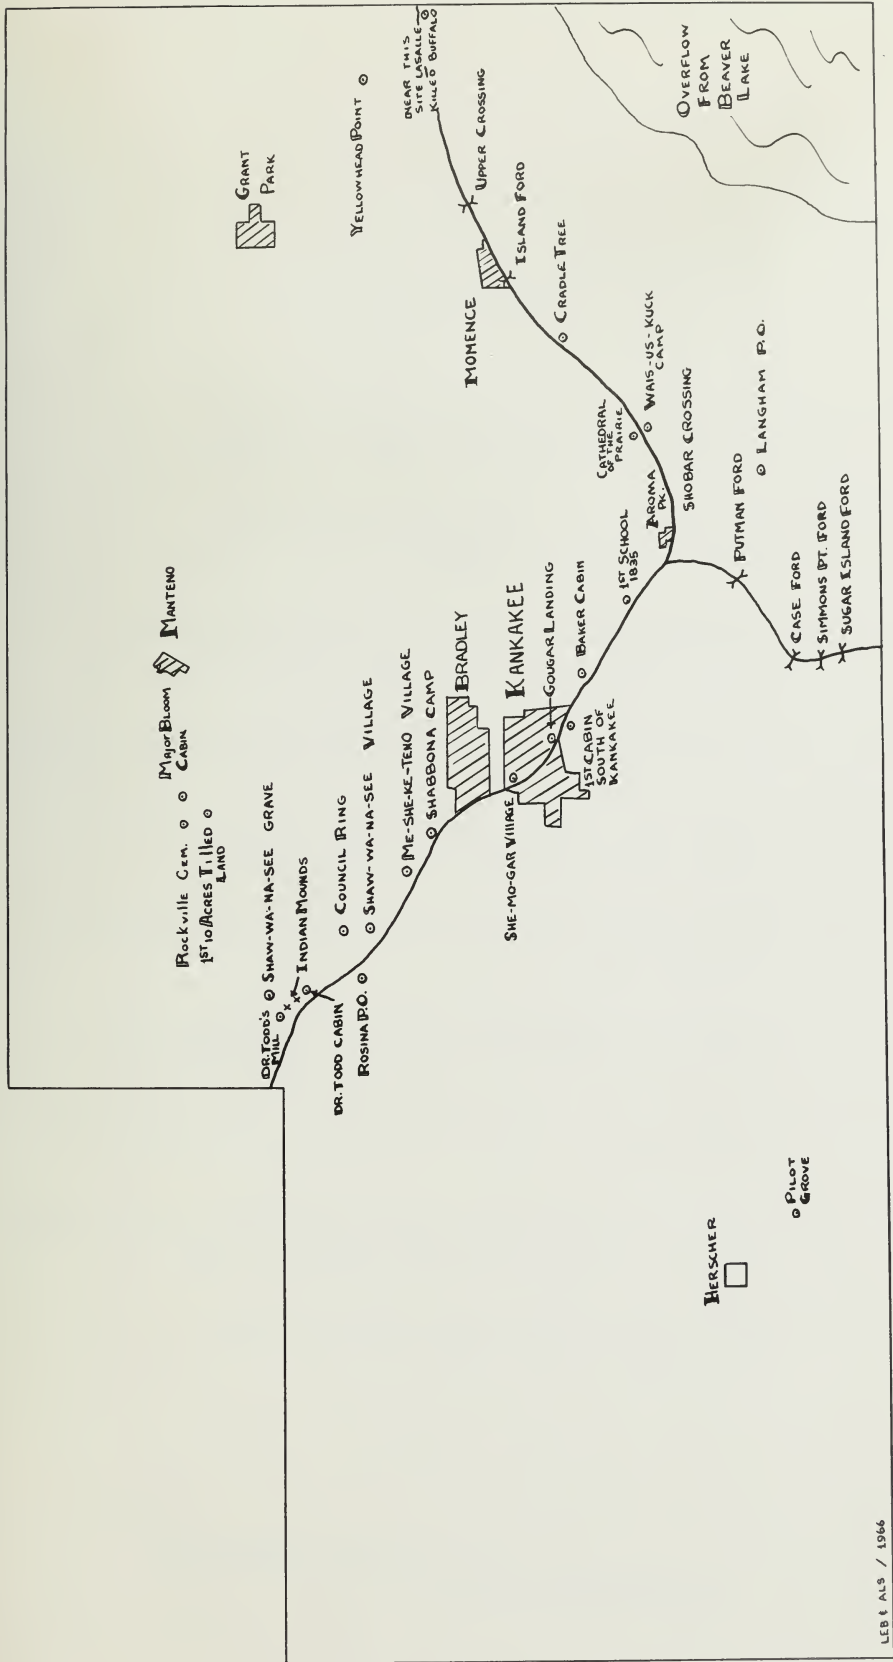 Rockville Cem.
1st 10 Acres Tilled
Land
Major Bloom
Cabin
Manteno
Grant
Park
Dr. Todd's
Mill
Shaw-wa-na-see Grave
Indian Mounds
Dr. Todd Cabin
Rosina P.O.
Council Ring
Shaw-wa-na-see Village
Me-she-ke-teno Village
Shabbona Camp
Bradley
Yellowhead Point
Near this
site LaSalle
killed Buffalo
Upper Crossing
Momence
Island Ford
Cradle Tree
She-mo-gar Village
Kankakee
Gougar Landing
Baker Cabin
1st Cabin
South of
Kankakee
1st School
1835
Cathedral
of the
Prairie
Wais-us-kuck
Camp
Aroma
Pk.
Shobar Crossing
Overflow
From
Beaver
Lake
Putman Ford
Langham P.O.
Case Ford
Simmons Pt. Ford
Sugar Island Ford
Herscher
Pilot
Grove
LEB & ALS / 1966